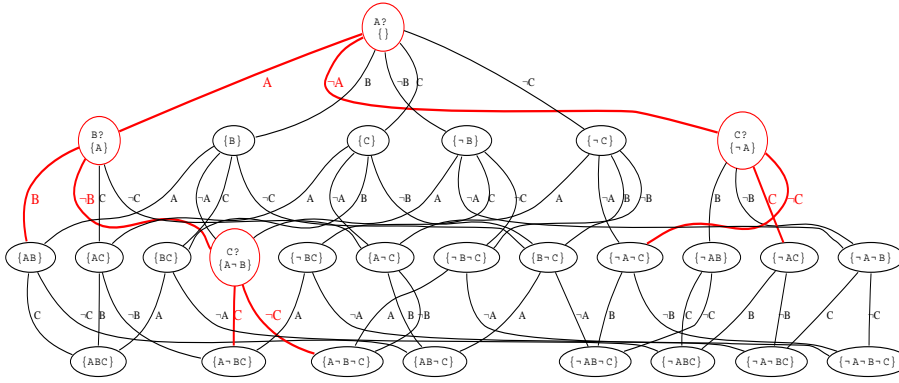 A?
{}
A
¬A
B
¬B
C
¬C
B?
{A}
{B}
{C}
{¬B}
{¬C}
C?
{¬A}
B
¬B
C
¬C
A
¬A
C
¬C
A
¬A
B
¬B
A
¬A
C
¬C
A
¬A
B
¬B
B
¬B
C
¬C
{AB}
{AC}
{BC}
C?
{A¬B}
{¬BC}
{A¬C}
{¬B¬C}
{B¬C}
{¬A¬C}
{¬AB}
{¬AC}
{¬A¬B}
C
¬C
B
¬B
A
¬A
C
¬C
A
¬A
A
B
¬B
¬A
A
¬A
B
¬B
C
¬C
B
¬B
C
¬C
{ABC}
{A¬BC}
{A¬B¬C}
{AB¬C}
{¬AB¬C}
{¬ABC}
{¬A¬BC}
{¬A¬B¬C}